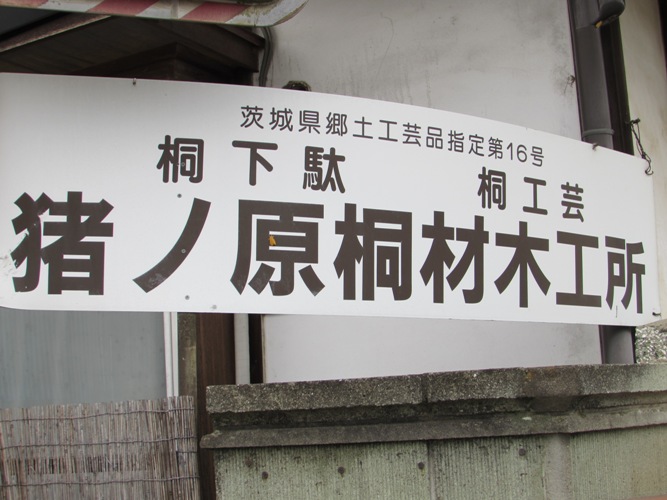 茨城県郷土工芸品指定第16号
桐下駄 桐工芸
猪ノ原桐材木工所